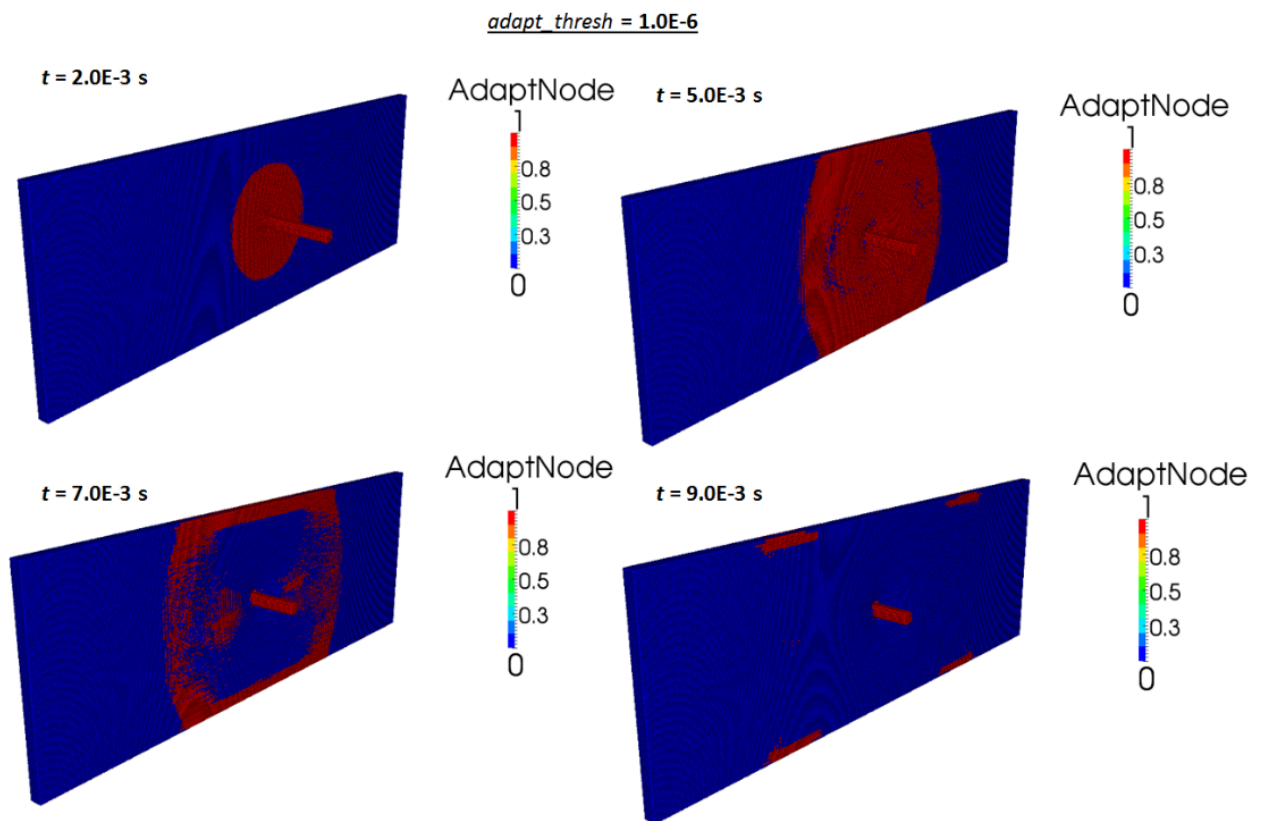 adapt_thresh = 1.0E-6
t = 2.0E-3 s
AdaptNode
1
0.8
0.5
0.3
0
t = 5.0E-3 s
AdaptNode
1
0.8
0.5
0.3
0
t = 7.0E-3 s
AdaptNode
1
0.8
0.5
0.3
0
t = 9.0E-3 s
AdaptNode
1
0.8
0.5
0.3
0